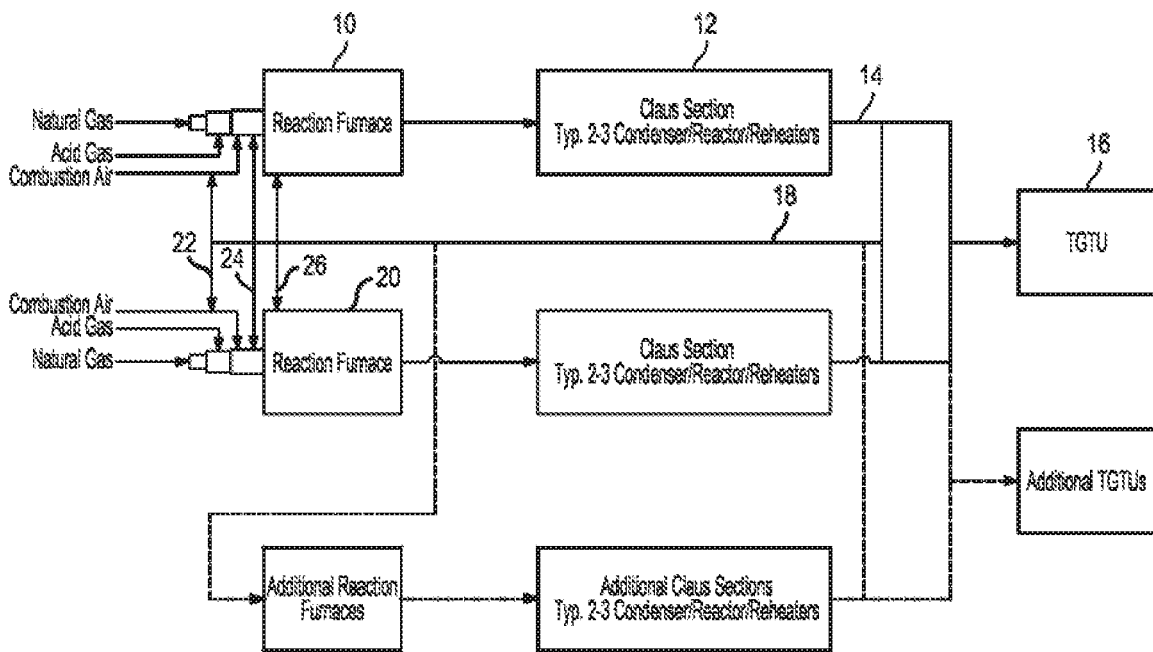 10
12
14
Natural Gas
Reaction Furnace
Claus Section
Typ. 2-3 Condenser/Reactor/Reheaters
Acid Gas
Combustion Air
16
18
TGTU
22
24
26
20
Combustion Air
Acid Gas
Natural Gas
Reaction Furnace
Claus Section
Typ. 2-3 Condenser/Reactor/Reheaters
Additional TGTUs
Additional Reaction
Furnaces
Additional Claus Sections
Typ. 2-3 Condenser/Reactor/Reheaters